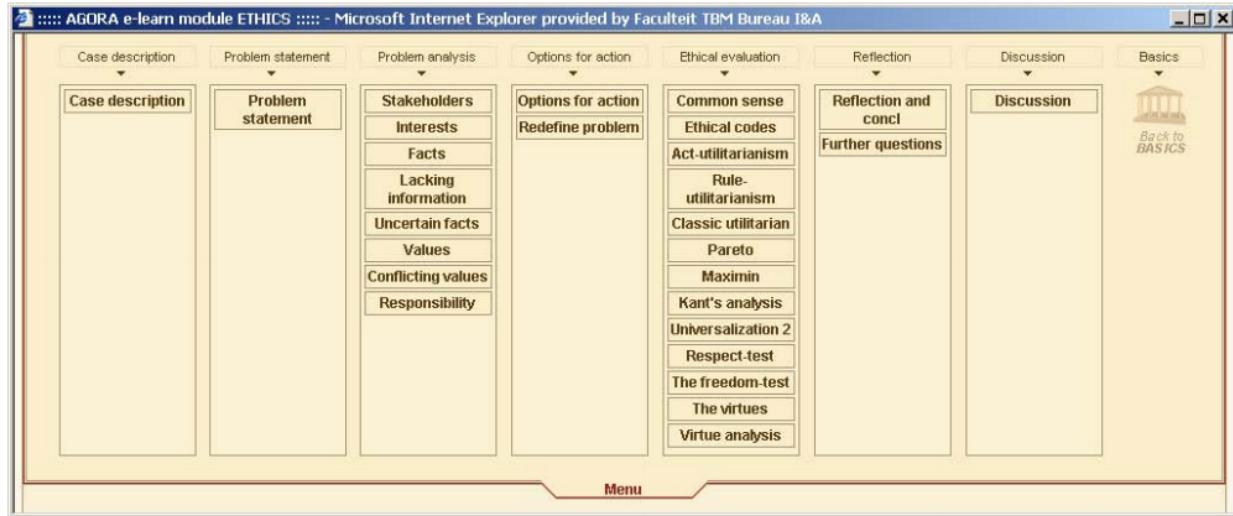 ::::: AGORA e-learn module ETHICS ::::: - Microsoft Internet Explorer provided by Faculteit TBM Bureau I&A
Case description
Problem statement
Problem analysis
Options for action
Ethical evaluation
Reflection
Discussion
Basics
Case description
Problem
statement
Stakeholders
Interests
Facts
Lacking
information
Uncertain facts
Values
Conflicting values
Responsibility
Options for action
Redefine problem
Common sense
Ethical codes
Act-utilitarianism
Rule-
utilitarianism
Classic utilitarian
Pareto
Maximin
Kant's analysis
Universalization 2
Respect-test
The freedom-test
The virtues
Virtue analysis
Reflection and
concl
Further questions
Discussion
Back to
BASICS
Menu